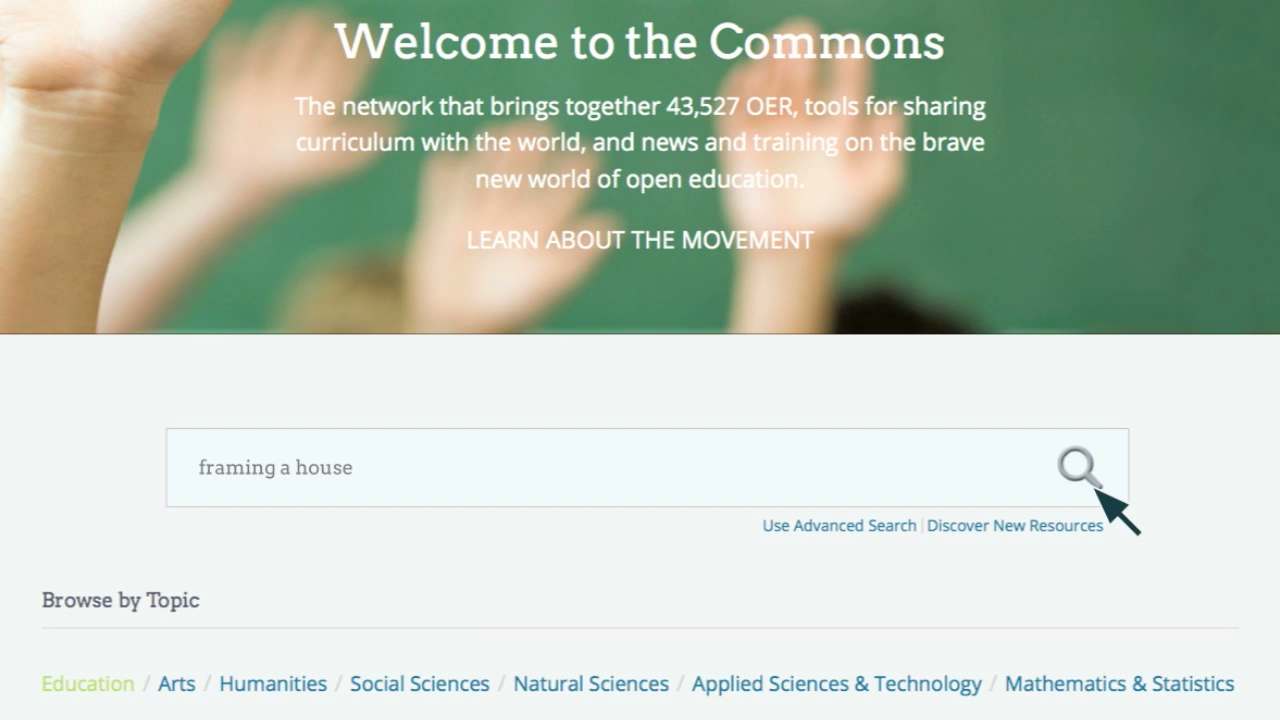 Welcome to the Commons
The network that brings together 43,527 OER, tools for sharing
curriculum with the world, and news and training on the brave
new world of open education.
LEARN ABOUT THE MOVEMENT
framing a house
Use Advanced Search | Discover New Resources
Browse by Topic
Education / Arts / Humanities / Social Sciences / Natural Sciences / Applied Sciences & Technology / Mathematics & Statistics